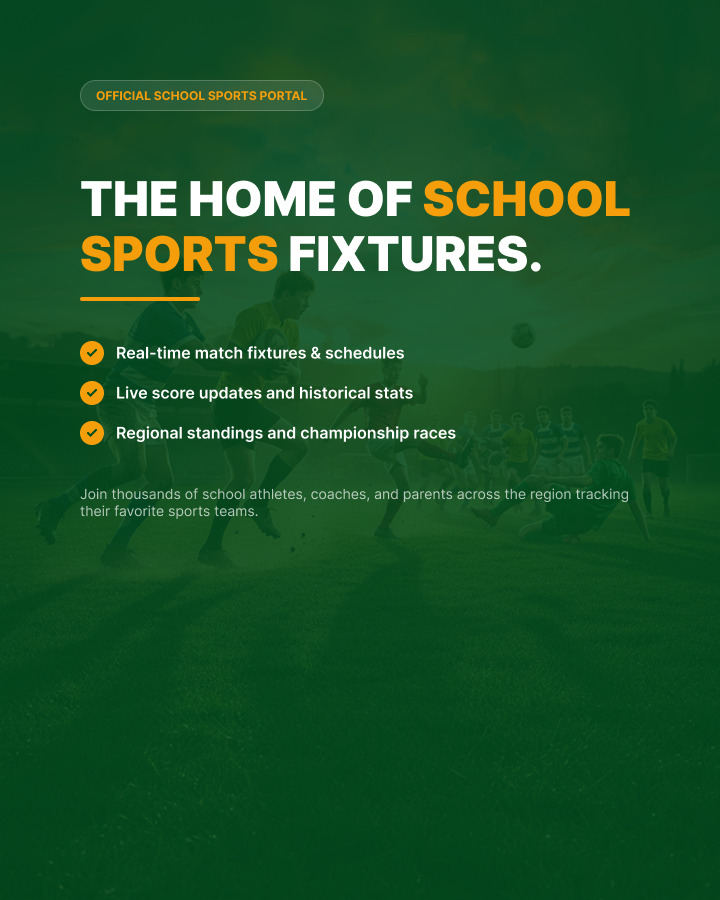 OFFICIAL SCHOOL SPORTS PORTAL
THE HOME OF SCHOOL
SPORTS FIXTURES.
Real-time match fixtures & schedules
Live score updates and historical stats
Regional standings and championship races
Join thousands of school athletes, coaches, and parents across the region tracking
their favorite sports teams.